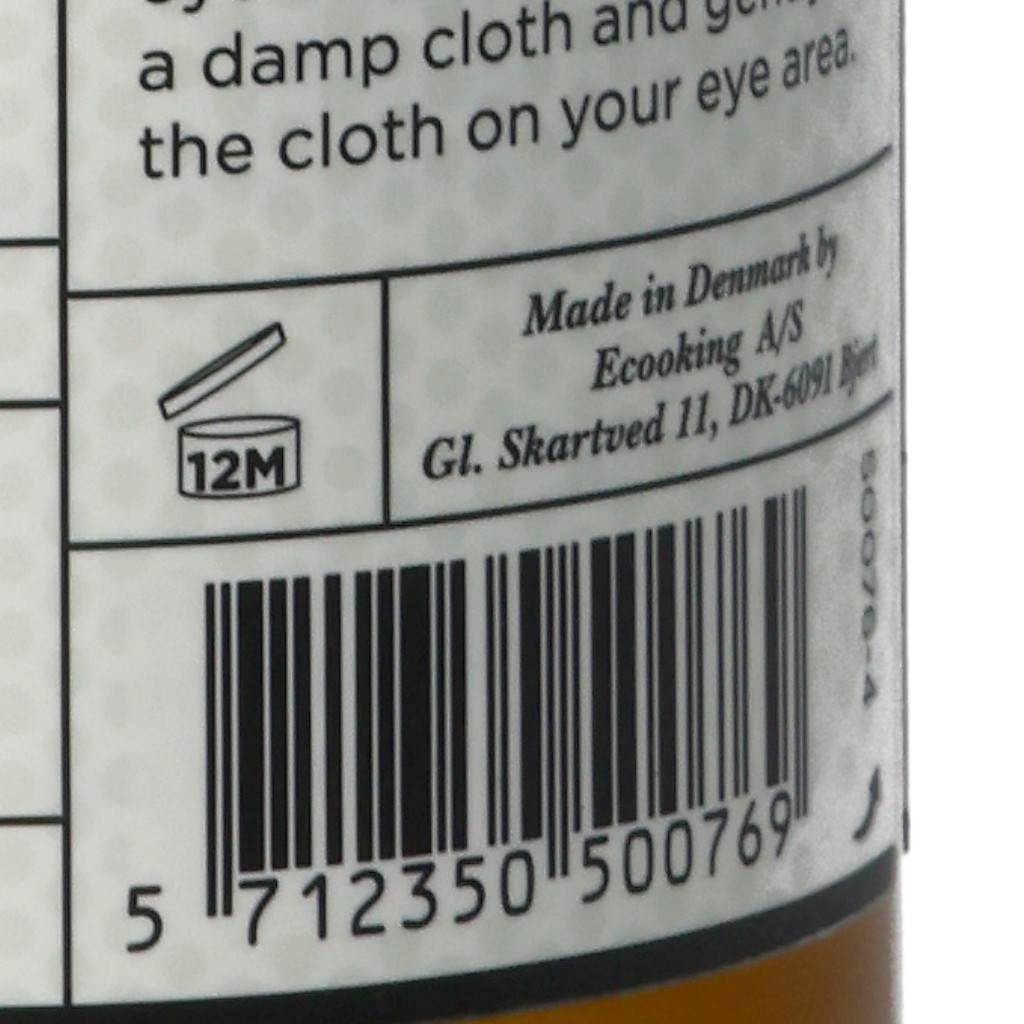 a damp cloth and
the cloth on your eye area.
Made in Denmark by
Ecooking A/S
Gl. Skartved 11, DK-6091 Bjert
12M
5 712350 500769